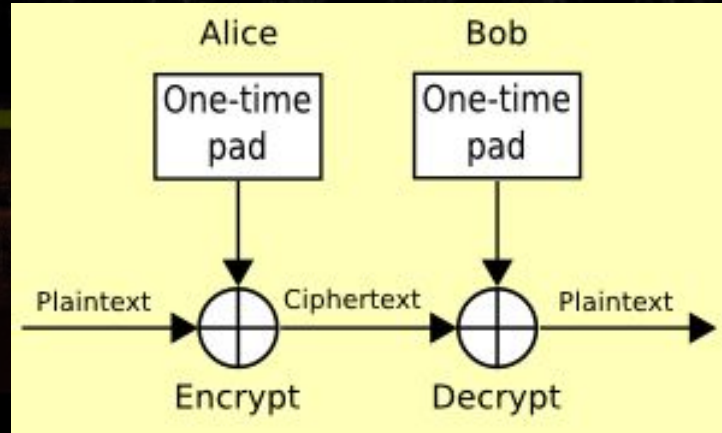 Alice
Bob
One-time
pad
One-time
pad
Plaintext
Ciphertext
Plaintext
Encrypt
Decrypt